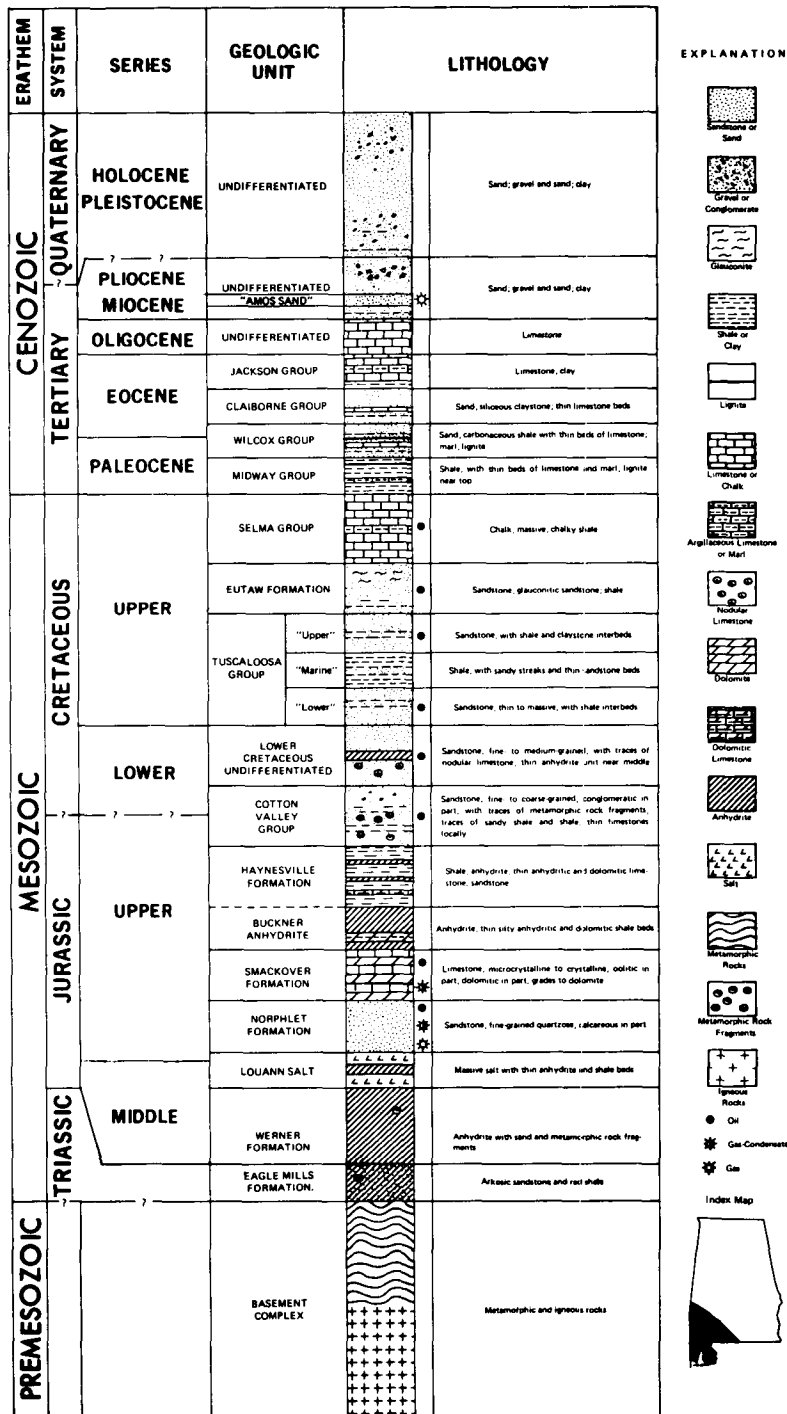 ERATHEM
SYSTEM
SERIES
GEOLOGIC
UNIT
LITHOLOGY
CENOZOIC
QUATERNARY
HOLOCENE
PLEISTOCENE
UNDIFFERENTIATED
Sand; gravel and sand; clay
? ?
?
PLIOCENE
MIOCENE
UNDIFFERENTIATED
"AMOS SAND"
Sand; gravel and sand; clay
TERTIARY
OLIGOCENE
UNDIFFERENTIATED
Limestone
EOCENE
JACKSON GROUP
Limestone, clay
CLAIBORNE GROUP
Sand, siliceous claystone; thin limestone beds
WILCOX GROUP
Sand, carbonaceous shale with thin beds of limestone;
marl, lignite
PALEOCENE
MIDWAY GROUP
Shale, with thin beds of limestone and marl, lignite
near top
MESOZOIC
CRETACEOUS
UPPER
SELMA GROUP
Chalk, massive, chalky shale
EUTAW FORMATION
Sandstone, glauconitic sandstone; shale
TUSCALOOSA
GROUP
"Upper"
Sandstone, with shale and claystone interbeds
"Marine"
Shale, with sandy streaks and thin sandstone beds
"Lower"
Sandstone, thin to massive, with shale interbeds
LOWER
LOWER
CRETACEOUS
UNDIFFERENTIATED
Sandstone, fine- to medium-grained, with traces of
nodular limestone; thin anhydrite unit near middle
? ? ?
JURASSIC
UPPER
COTTON
VALLEY
GROUP
Sandstone, fine- to coarse-grained, conglomeratic in
part, with traces of metamorphic rock fragments;
traces of sandy shale and shale, thin limestones
locally
HAYNESVILLE
FORMATION
Shale, anhydrite, thin anhydritic and dolomitic lime-
stone, sandstone
BUCKNER
ANHYDRITE
Anhydrite, thin silty anhydritic and dolomitic shale beds
SMACKOVER
FORMATION
Limestone, microcrystalline to crystalline, oolitic in
part, dolomitic in part, grades to dolomite
NORPHLET
FORMATION
Sandstone, fine-grained quartzose, calcareous in part
LOUANN SALT
Massive salt with thin anhydrite and shale beds
TRIASSIC
MIDDLE
WERNER
FORMATION
Anhydrite with sand and metamorphic rock frag-
ments
EAGLE MILLS
FORMATION.
Arkosic sandstone and red shale
? ?
PREMESOZOIC
BASEMENT
COMPLEX
Metamorphic and igneous rocks
EXPLANATION
Sandstone or
Sand
Gravel or
Conglomerate
Glauconite
Shale or
Clay
Lignite
Limestone or
Chalk
Argillaceous Limestone
or Marl
Nodular
Limestone
Dolomite
Dolomitic
Limestone
Anhydrite
Salt
Metamorphic
Rocks
Metamorphic Rock
Fragments
Igneous
Rocks
Oil
Gas-Condensate
Gas
Index Map